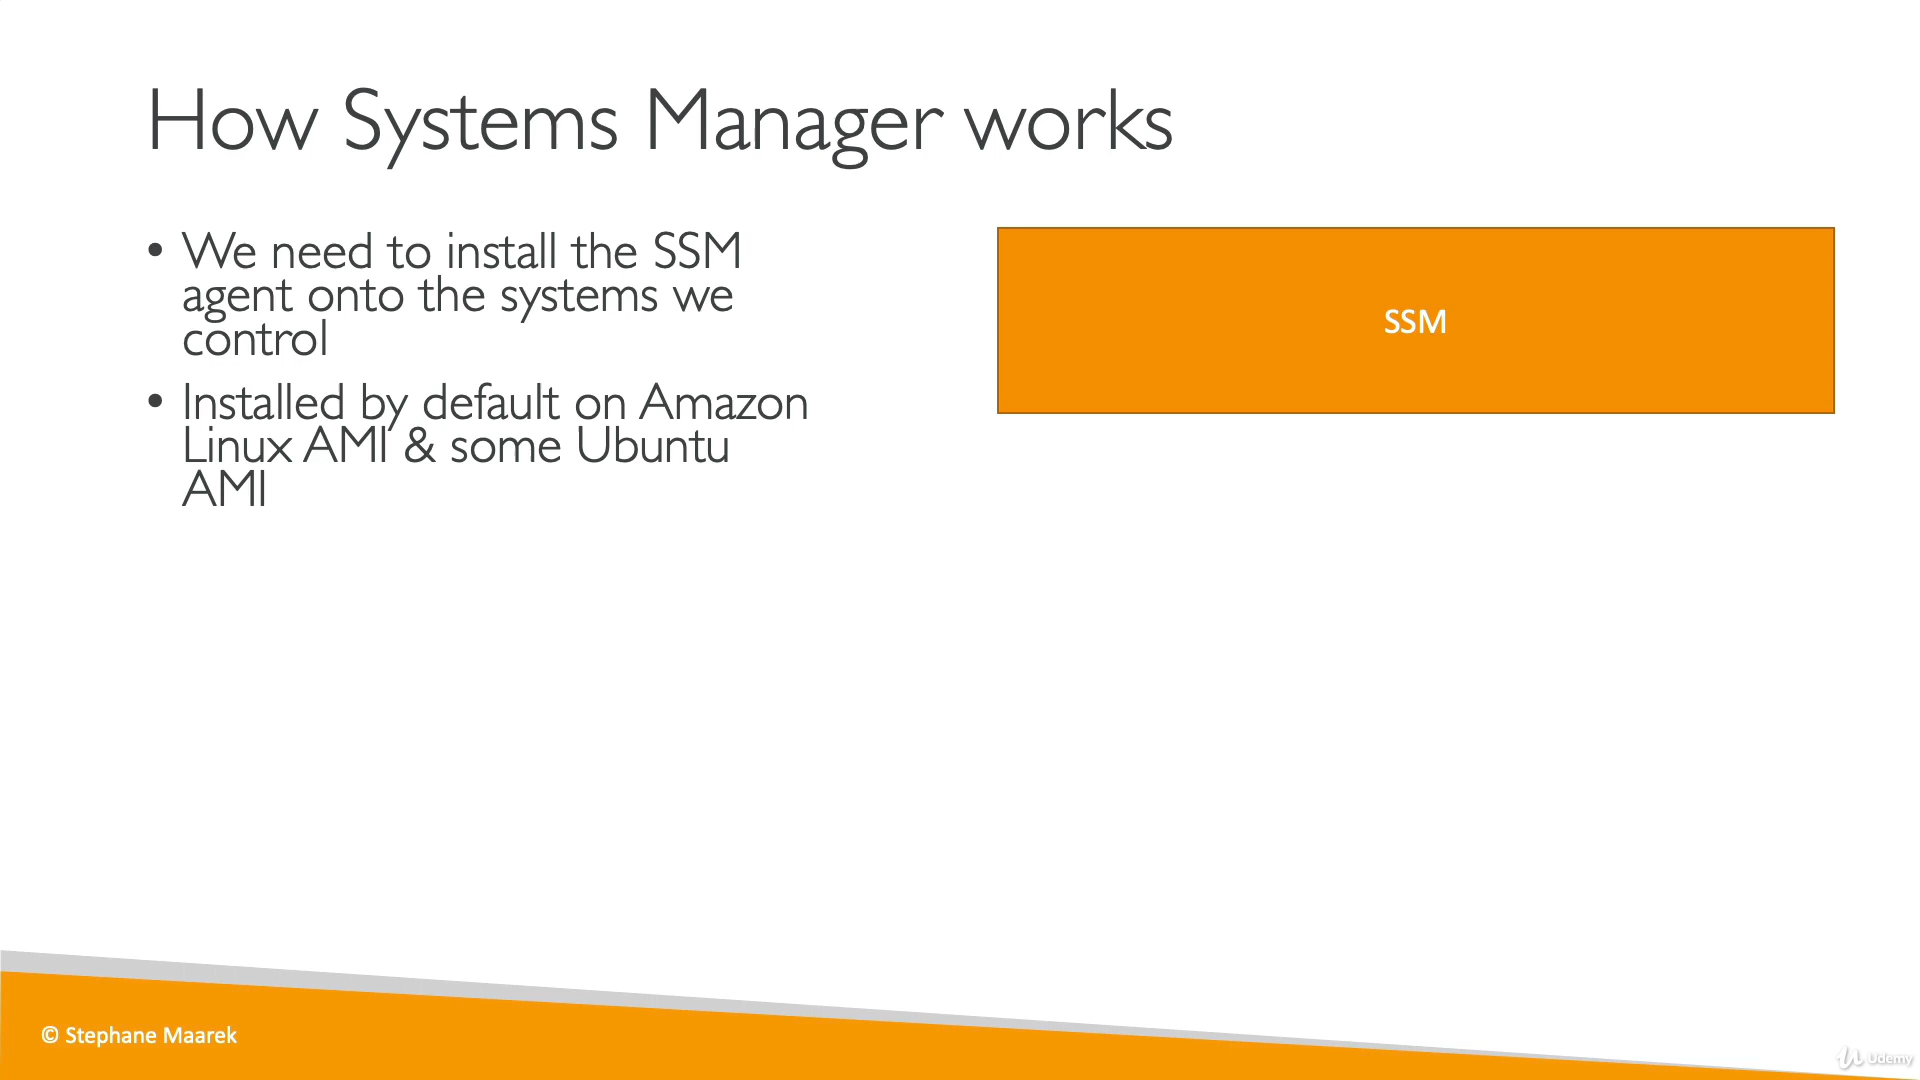 How Systems Manager works
• We need to install the SSM
agent onto the systems we
control
• Installed by default on Amazon
Linux AMI & some Ubuntu
AMI
SSM
© Stephane Maarek
Udemy